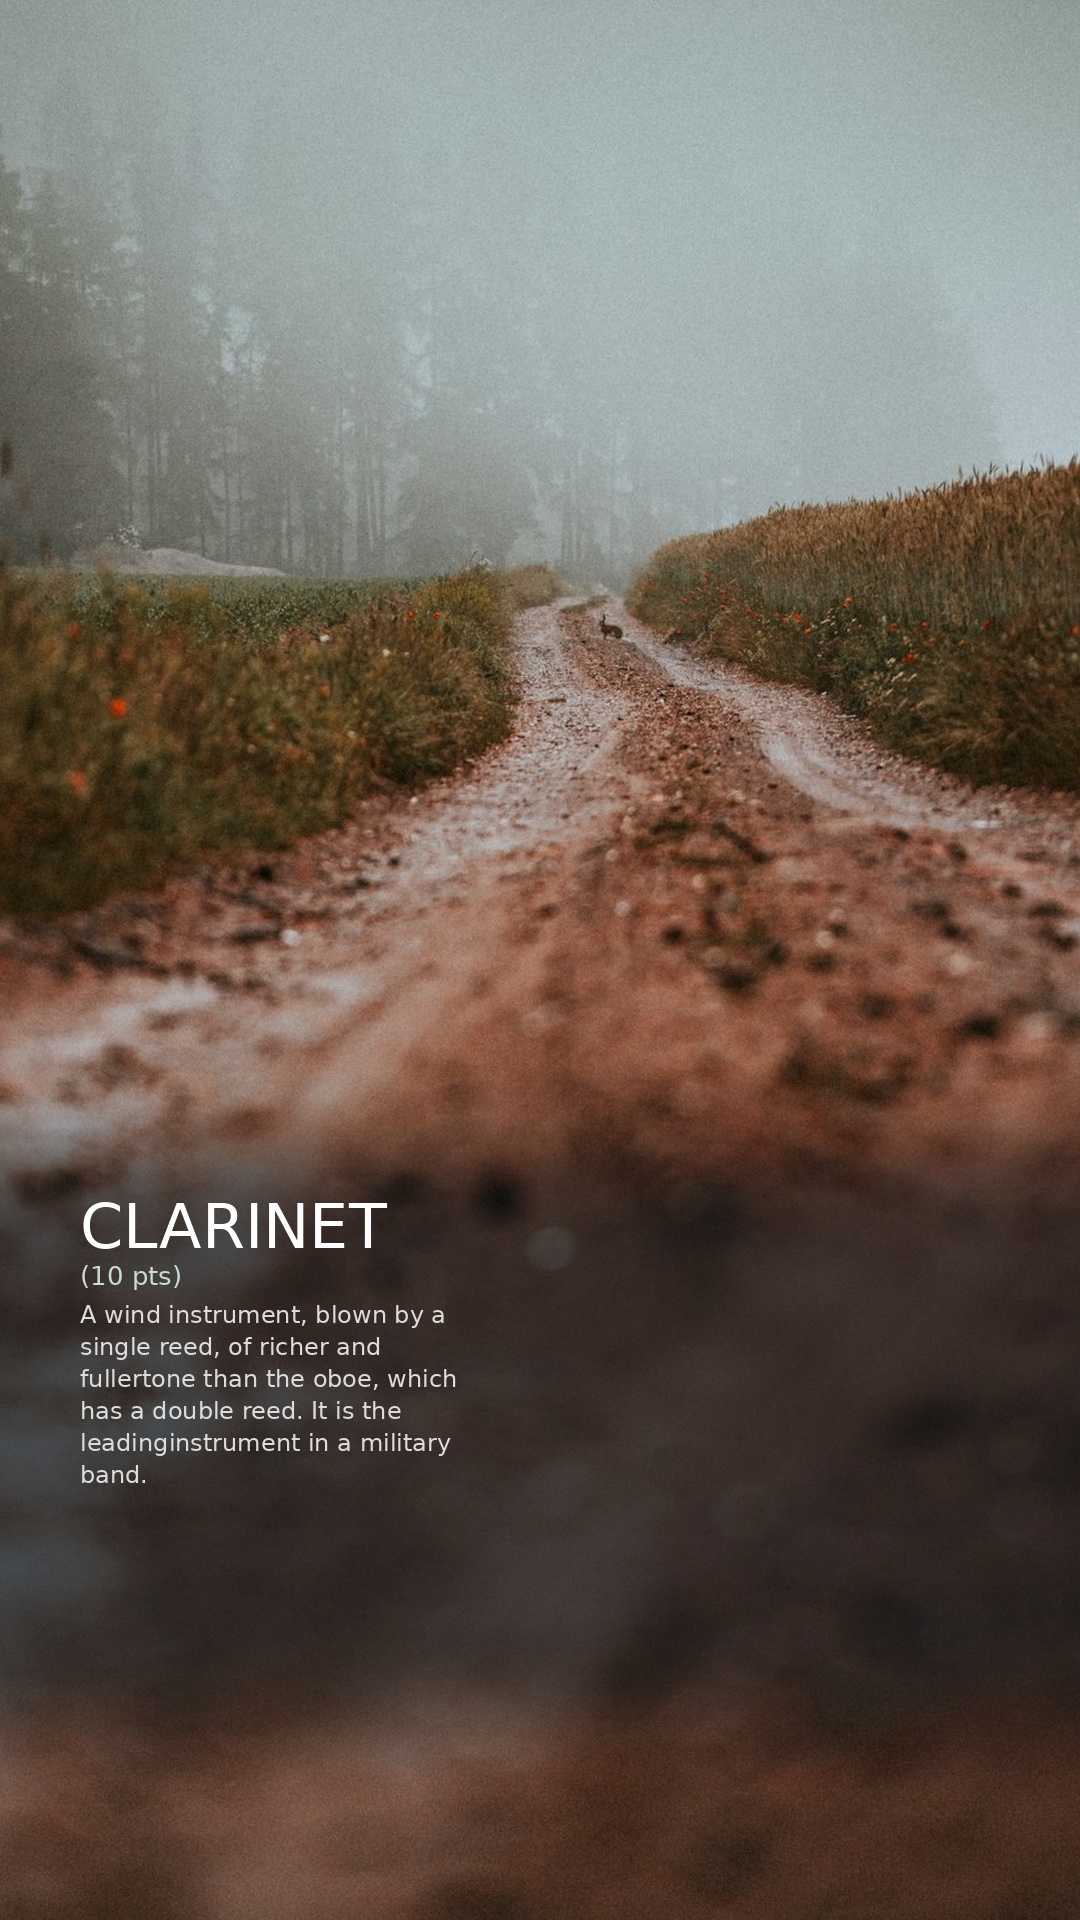 CLARINET
(10 pts)
A wind instrument, blown by a
single reed, of richer and
fullertone than the oboe, which
has a double reed. It is the
leadinginstrument in a military
band.